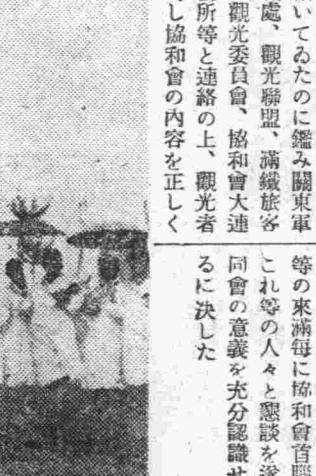 いてゐたのに鑑み關東軍
處、觀光聯盟、滿鐵旅客
觀光委員會、協和會大連
所等と連絡の上、觀光者
し協和會の內容を正しく
等の來滿每に協和會首腦
これ等の人々と懇談を遂
同會の意義を充分認識せ
るに決した